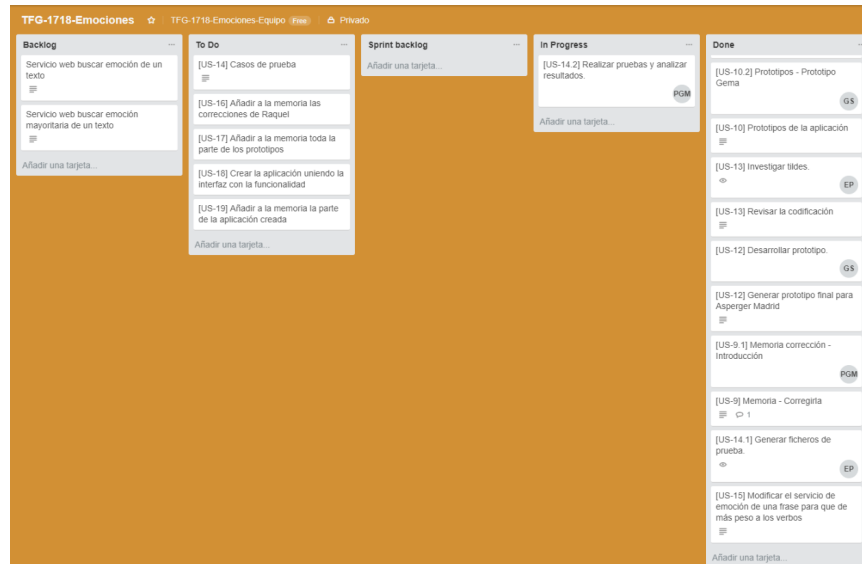 TFG-1718-Emociones
TFG-1718-Emociones-Equipo Free
Privado
Backlog
Servicio web buscar emoción de un
texto
Servicio web buscar emoción
mayoritaria de un texto
Añadir una tarjeta...
To Do
[US-14] Casos de prueba
[US-16] Añadir a la memoria las
correcciones de Raquel
[US-17] Añadir a la memoria toda la
parte de los prototipos
[US-18] Crear la aplicación uniendo la
interfaz con la funcionalidad
[US-19] Añadir a la memoria la parte
de la aplicación creada
Añadir una tarjeta...
Sprint backlog
Añadir una tarjeta...
In Progress
[US-14.2] Realizar pruebas y analizar
resultados.
PGM
Añadir una tarjeta...
Done
[US-10.2] Prototipos - Prototipo
Gema
GS
[US-10] Prototipos de la aplicación
[US-13] Investigar tildes.
EP
[US-13] Revisar la codificación
[US-12] Desarrollar prototipo.
GS
[US-12] Generar prototipo final para
Asperger Madrid
[US-9.1] Memoria corrección -
Introducción
PGM
[US-9] Memoria - Corregirla
1
[US-14.1] Generar ficheros de
prueba.
EP
[US-15] Modificar el servicio de
emoción de una frase para que de
más peso a los verbos
Añadir una tarjeta...